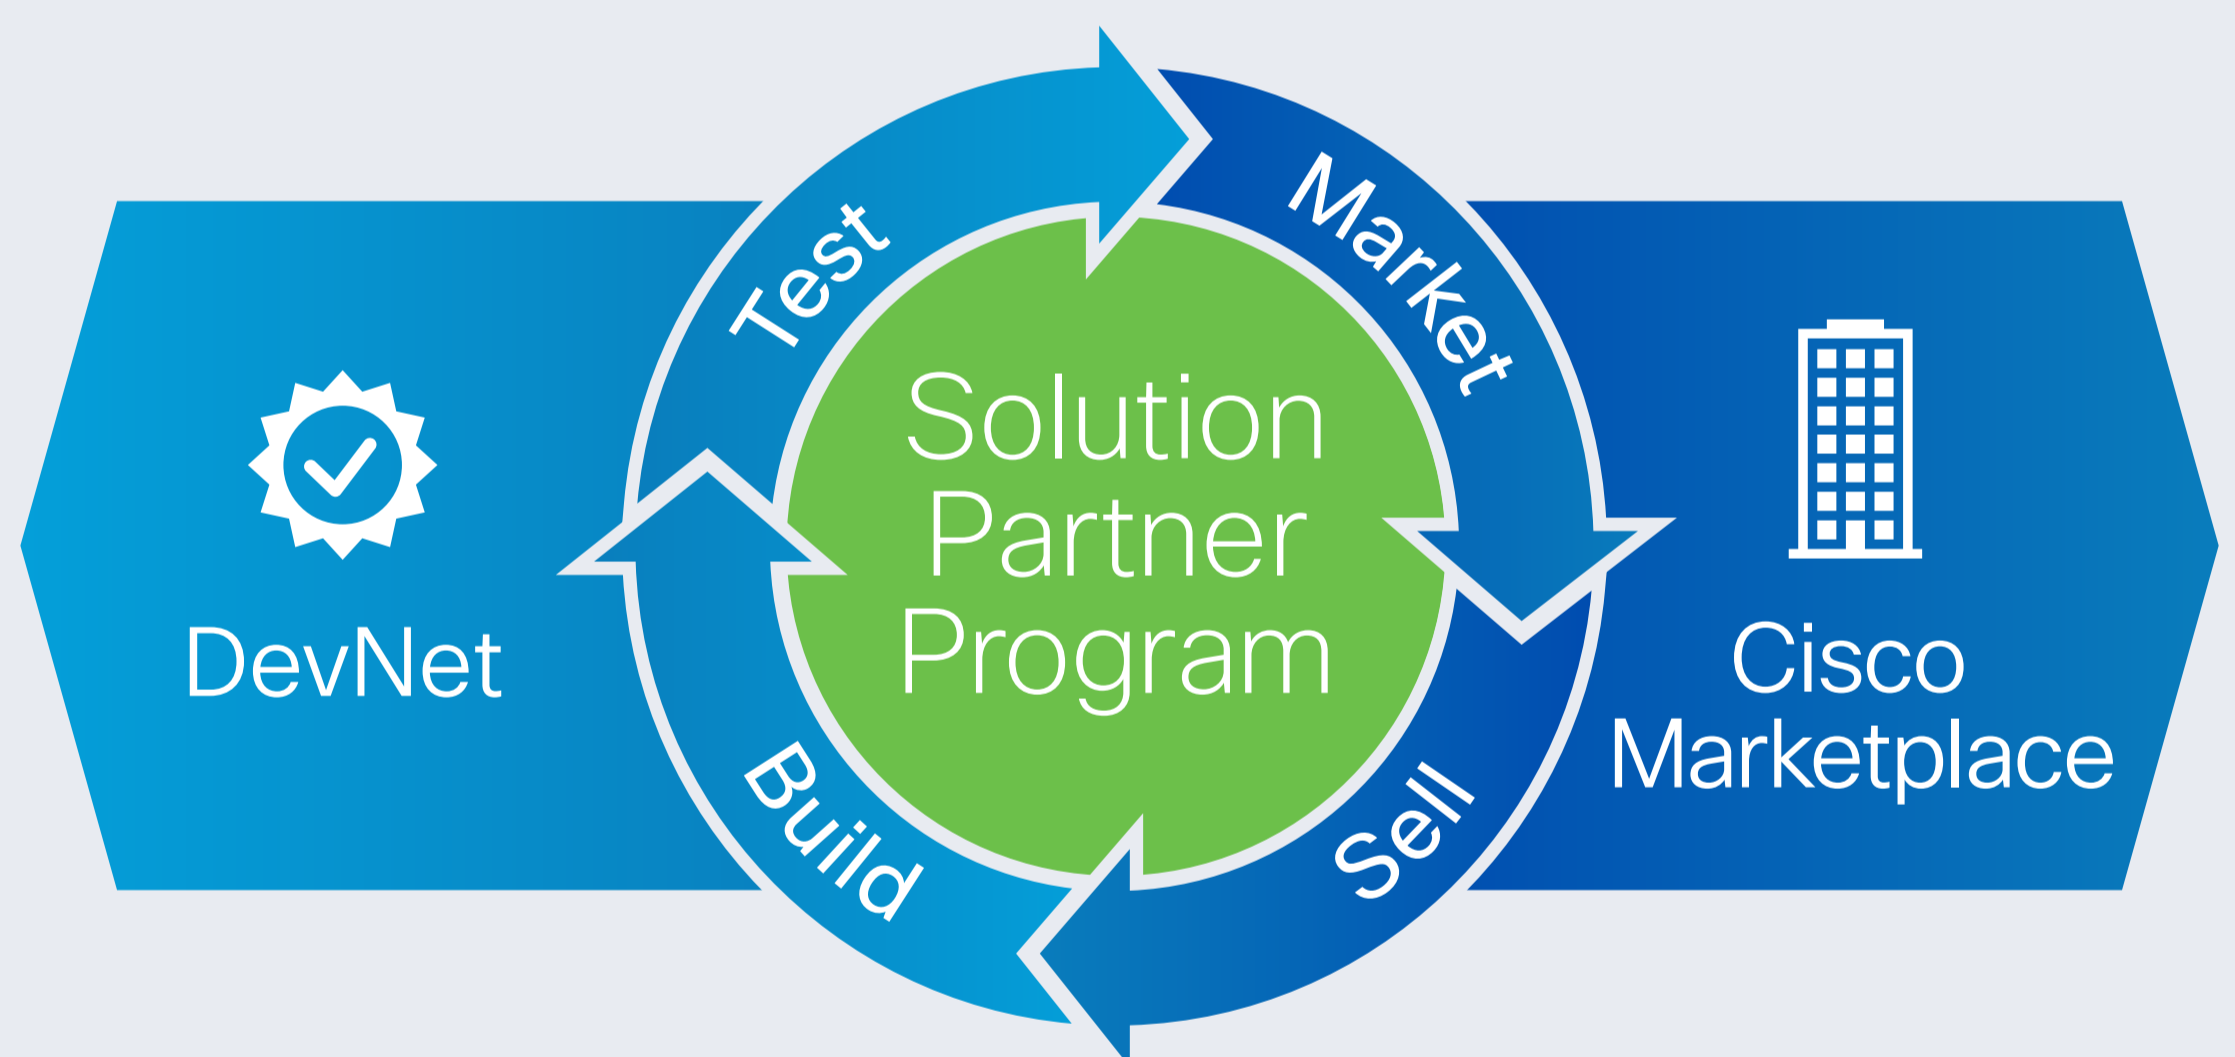 Test
Market
Solution
Partner
Program
DevNet
Cisco
Marketplace
Build
Sell